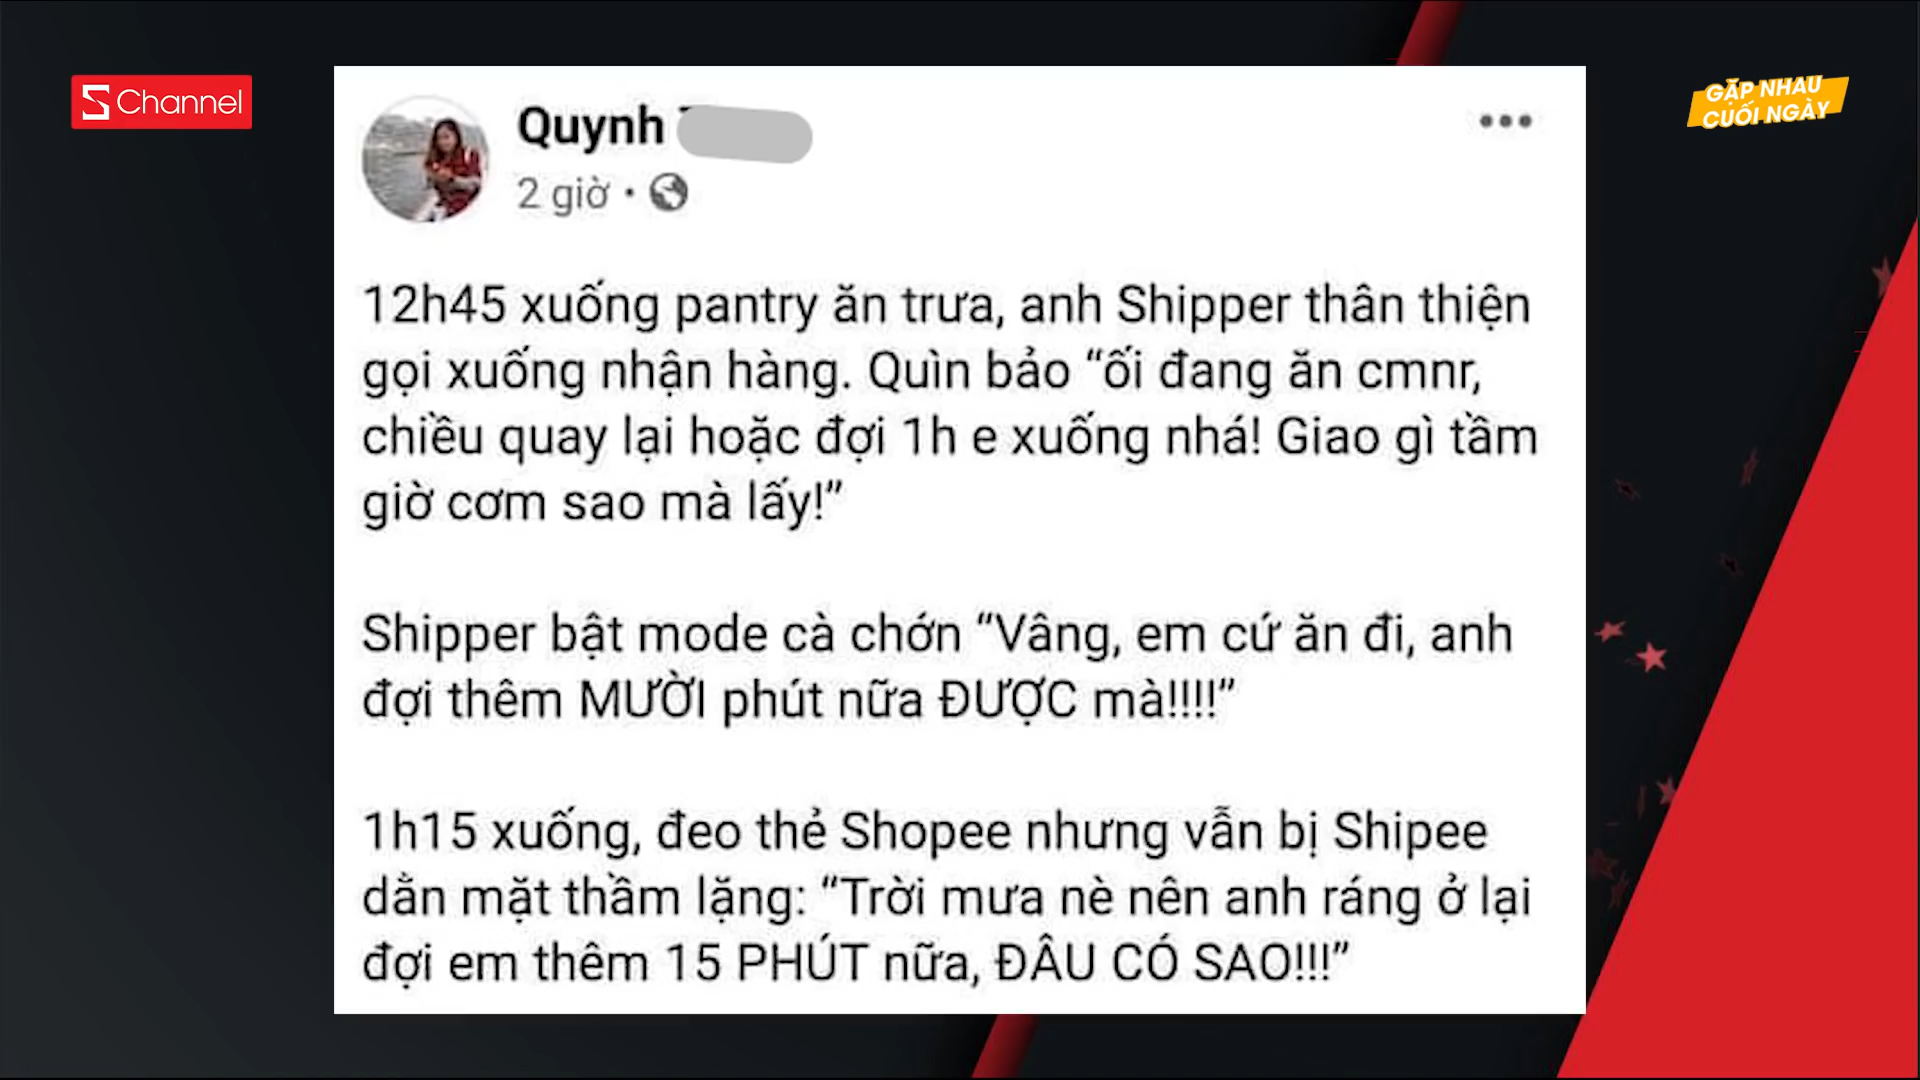 S Channel
GẶP NHAU
CUỐI NGÀY
Quynh
2 giờ ·
12h45 xuống pantry ăn trưa, anh Shipper thân thiện
gọi xuống nhận hàng. Quìn bảo “ối đang ăn cmnr,
chiều quay lại hoặc đợi 1h e xuống nhá! Giao gì tầm
giờ cơm sao mà lấy!”
Shipper bật mode cà chớn “Vâng, em cứ ăn đi, anh
đợi thêm MƯỜI phút nữa ĐƯỢC mà!!!!”
1h15 xuống, đeo thẻ Shopee nhưng vẫn bị Shipee
dằn mặt thầm lặng: “Trời mưa nè nên anh ráng ở lại
đợi em thêm 15 PHÚT nữa, ĐÂU CÓ SAO!!!”